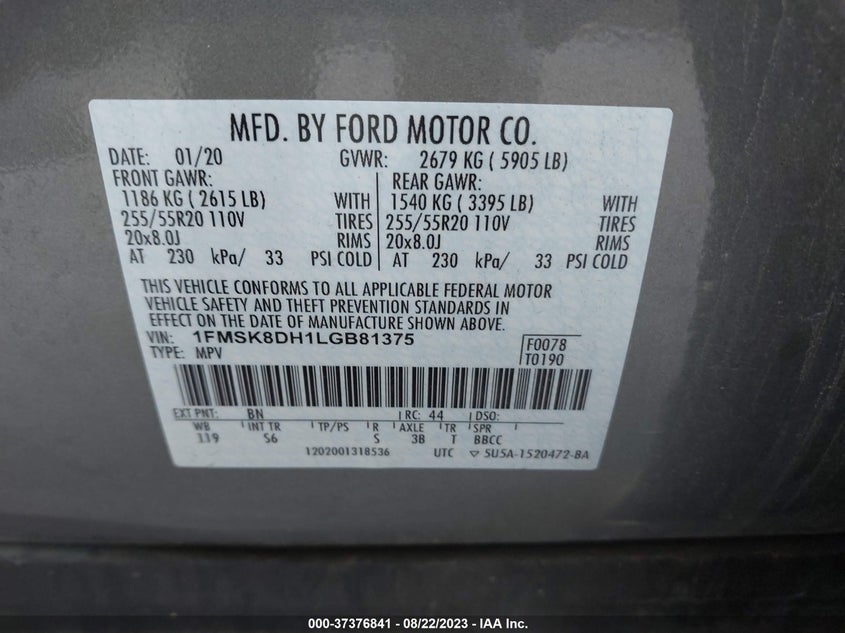 MFD. BY FORD MOTOR CO.
DATE: 01/20 GVWR: 2679 KG ( 5905 LB)
FRONT GAWR: REAR GAWR:
1186 KG ( 2615 LB) WITH 1540 KG ( 3395 LB) WITH
255/55R20 110V TIRES 255/55R20 110V TIRES
20x8.0J RIMS 20x8.0J RIMS
AT 230 kPa/ 33 PSI COLD AT 230 kPa/ 33 PSI COLD
THIS VEHICLE CONFORMS TO ALL APPLICABLE FEDERAL MOTOR
VEHICLE SAFETY AND THEFT PREVENTION STANDARDS IN
EFFECT ON THE DATE OF MANUFACTURE SHOWN ABOVE.
VIN: 1FMSK8DH1LGB81375 F0078
TYPE: MPV T0190
EXT PNT: BN RC: 44 DSO:
WB INT TR TP/PS R AXLE TR SPR
119 S6 S 3B T BBCC
1202001318536 UTC ▽ 5U5A-1520472-BA
000-37376841 / 08/22/2023 - IAA Inc.